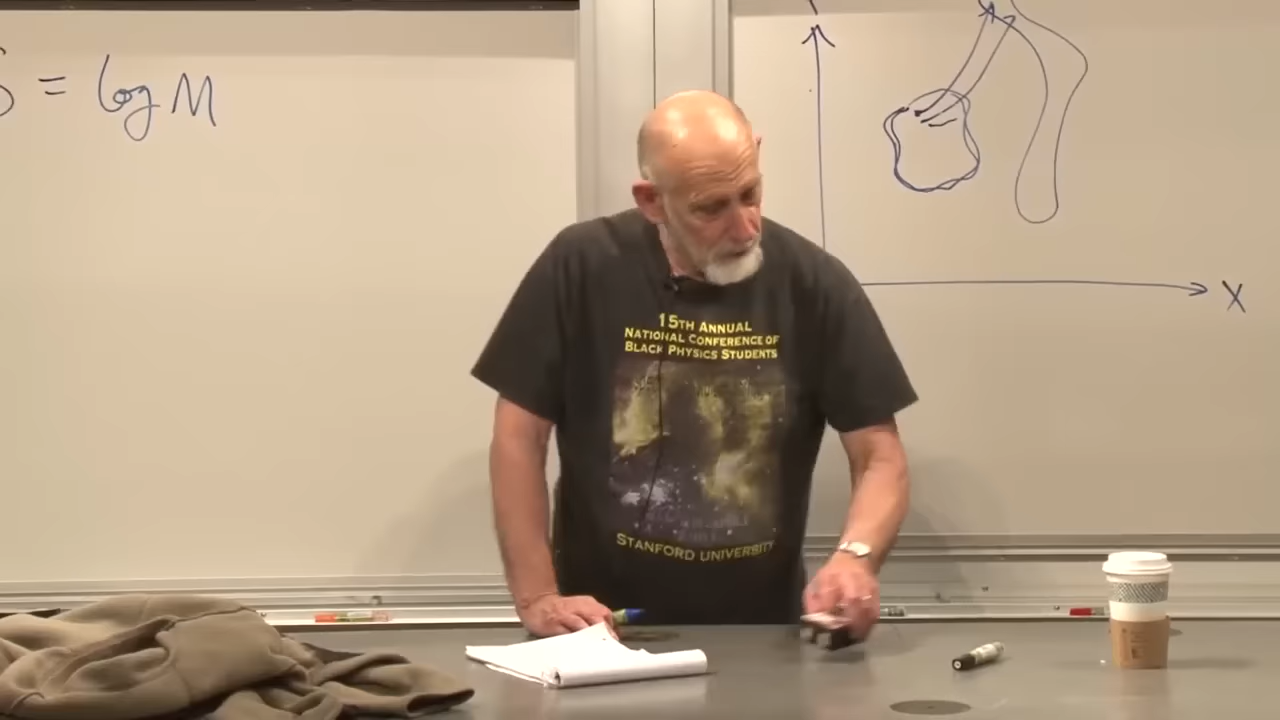 = log M
X
15TH ANNUAL
NATIONAL CONFERENCE OF
BLACK PHYSICS STUDENTS
STANFORD UNIVERSITY